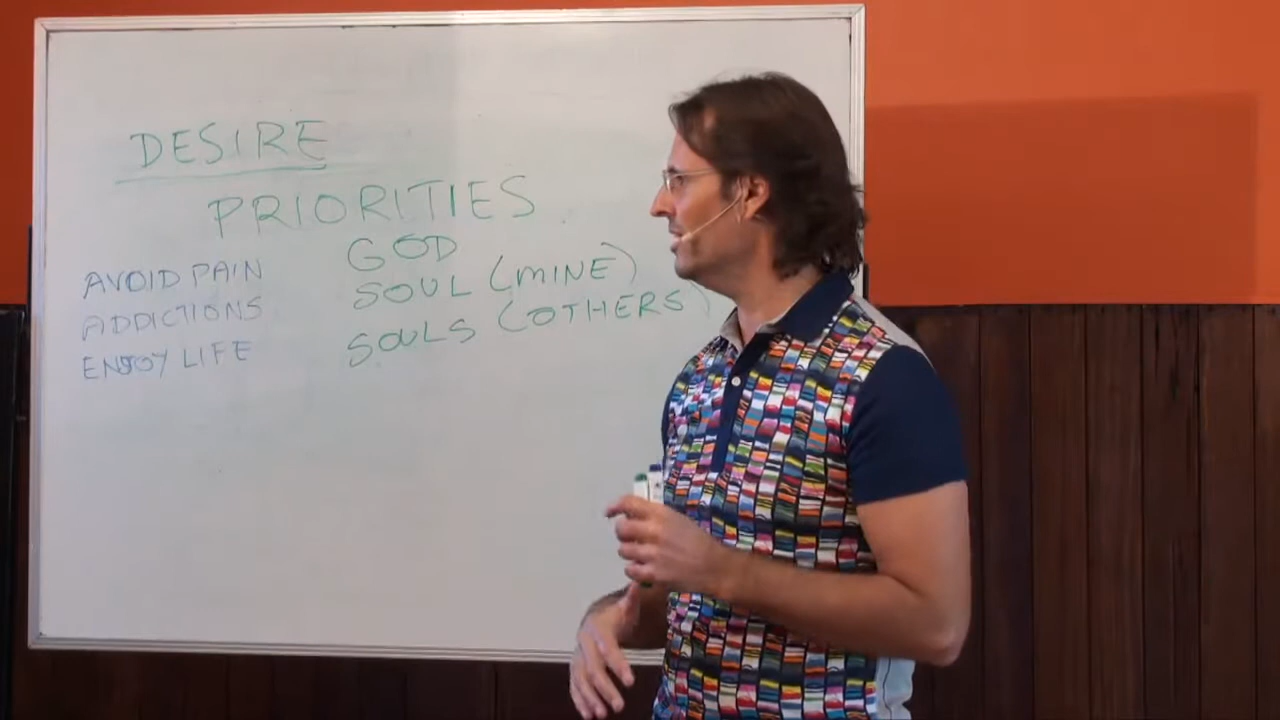 DESIRE
PRIORITIES
GOD
SOUL (MINE)
SOULS (OTHERS)
AVOID PAIN
ADDICTIONS
ENJOY LIFE